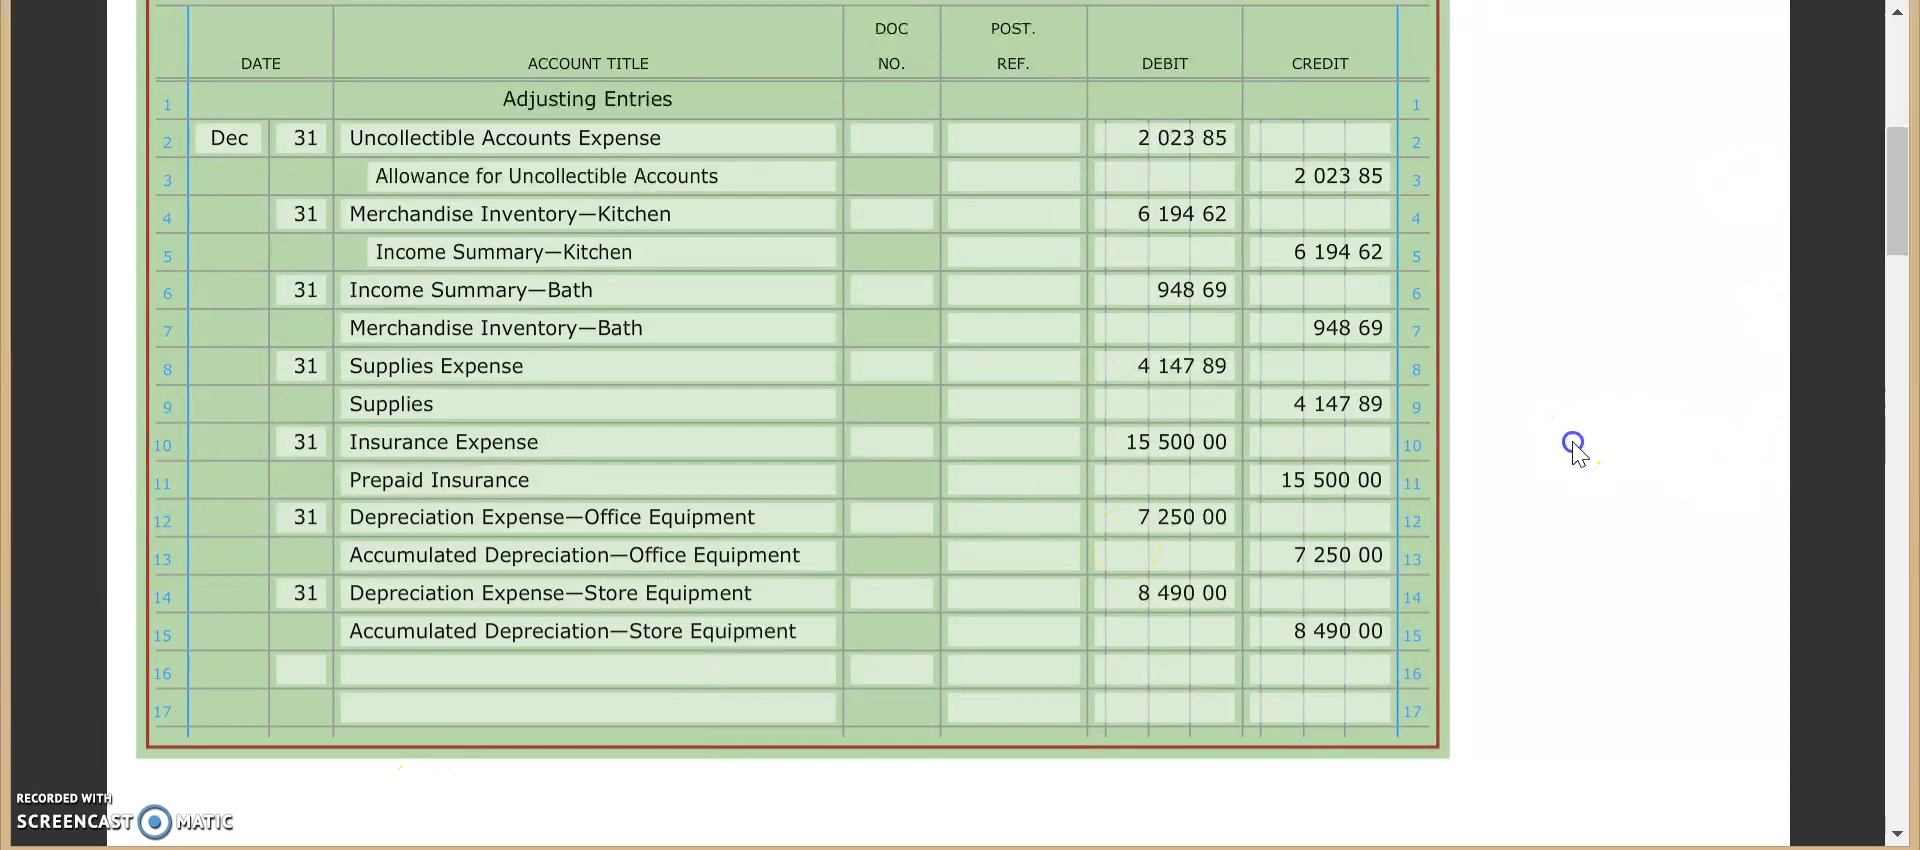 DATE ACCOUNT TITLE DOC NO. POST. REF. DEBIT CREDIT
1 Adjusting Entries 1
2 Dec 31 Uncollectible Accounts Expense 2 023 85 2
3 Allowance for Uncollectible Accounts 2 023 85 3
4 31 Merchandise Inventory—Kitchen 6 194 62 4
5 Income Summary—Kitchen 6 194 62 5
6 31 Income Summary—Bath 948 69 6
7 Merchandise Inventory—Bath 948 69 7
8 31 Supplies Expense 4 147 89 8
9 Supplies 4 147 89 9
10 31 Insurance Expense 15 500 00 10
11 Prepaid Insurance 15 500 00 11
12 31 Depreciation Expense—Office Equipment 7 250 00 12
13 Accumulated Depreciation—Office Equipment 7 250 00 13
14 31 Depreciation Expense—Store Equipment 8 490 00 14
15 Accumulated Depreciation—Store Equipment 8 490 00 15
16 16
17 17
RECORDED WITH
SCREENCAST MATIC